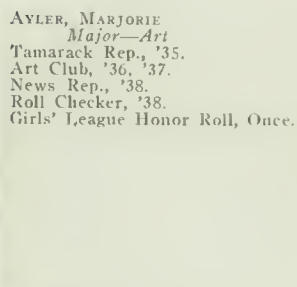 AYLER, MARJORIE
Major—Art
Tamarack Rep., '35.
Art Club, '36, '37.
News Rep., '38.
Roll Checker, '38.
Girls' League Honor Roll, Once.